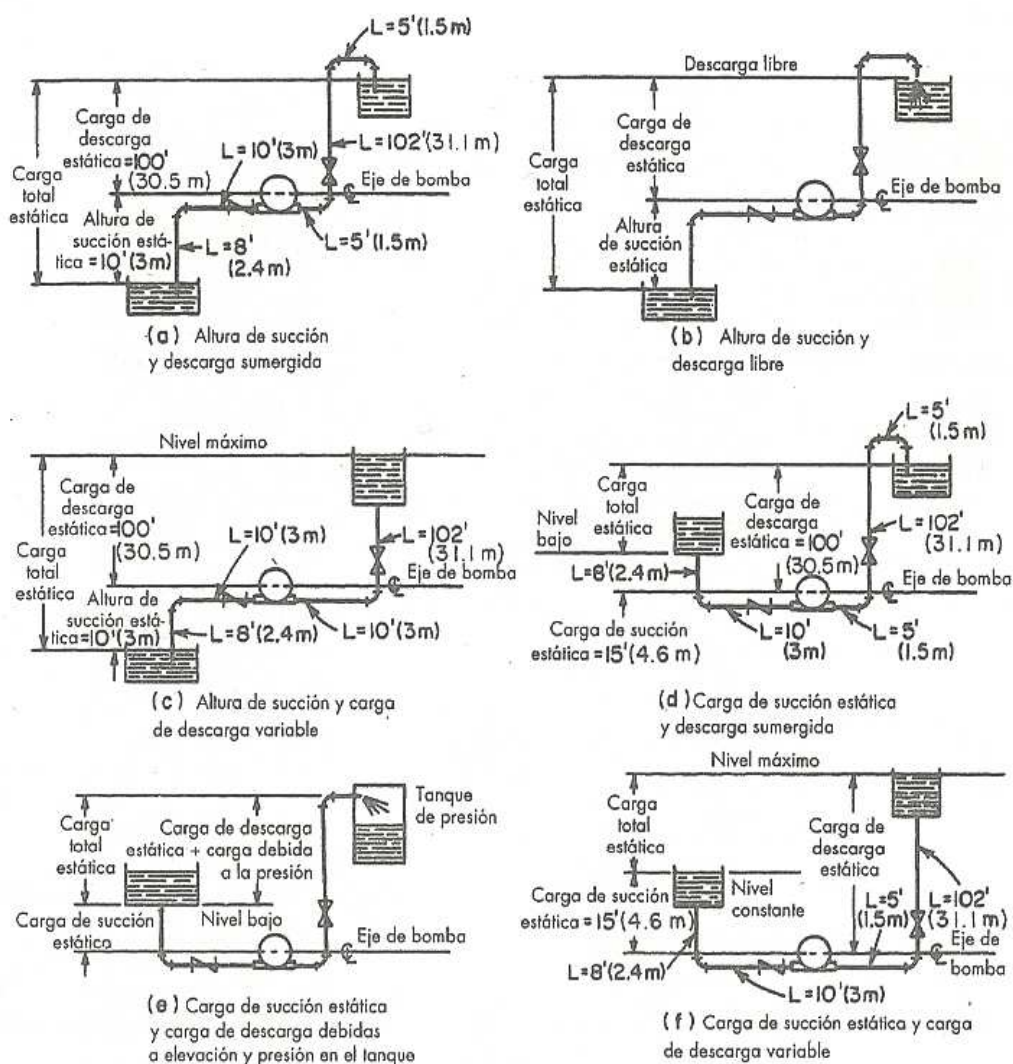 L=5'(1.5m)
Carga de
descarga
estática=100'
(30.5 m)
Carga
total
estática
L=10'(3m)
L=102'(31.1 m)
Eje de bomba
Altura de
succión está-
tica=10'(3m)
L=8'
(2.4m)
L=5'(1.5m)
(a) Altura de succión
y descarga sumergida
Descarga libre
Carga de
descarga
estática
Carga total
estática
Eje de bomba
Altura
de succión
estática
(b) Altura de succión y
descarga libre
Nivel máximo
Carga de
descarga
estática=100'
(30.5 m)
Carga
total
estática
L=10'(3m)
L=102'
(31.1 m)
Eje de bomba
Altura de
succión está-
tica=10'(3m)
L=8'(2.4m)
L=10'(3m)
(c) Altura de succión y carga
de descarga variable
L=5'
(1.5m)
Carga
total
estática
Carga de
descarga
estática=100'
(30.5m)
Nivel
bajo
L=102'
(31.1m)
L=8'(2.4m)
Eje de bomba
Carga de succión
estática=15'(4.6 m)
L=10'
(3m)
L=5'
(1.5m)
(d) Carga de succión estática
y descarga sumergida
Tanque
de presión
Carga
total
estática
Carga de descarga
estática + carga debida
a la presión
Carga de succión
estática
Nivel bajo
Eje de bomba
(e) Carga de succión estática
y carga de descarga debidas
a elevación y presión en el tanque
Nivel máximo
Carga
total
estática
Carga de
descarga
estática
Carga de succión
estática=15'(4.6 m)
Nivel
constante
L=5'
(1.5m)
L=102'
(31.1m)
Eje de
bomba
L=8'(2.4m)
L=10'(3m)
(f) Carga de succión estática y carga
de descarga variable